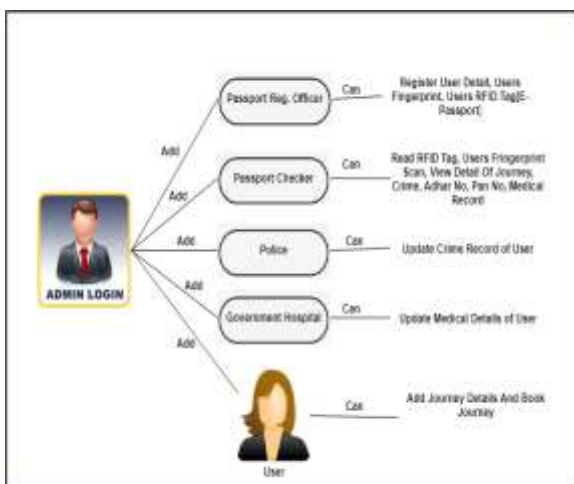 Passport Reg. Officer
Can
Register User Detail, Users
Fingerprint, Users RFID Tag[E-
Passport]
Add
Passport Checker
Can
Read RFID Tag, Users Fringerprint
Scan, View Detail Of Journey,
Crime, Adhar No, Pan No, Medical
Record
Add
ADMIN LOGIN
Add
Police
Can
Update Crime Record of User
Add
Government Hospital
Can
Update Medical Details of User
Add
User
Can
Add Journey Details And Book
Journey